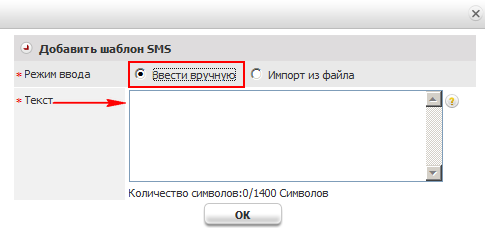 Добавить шаблон SMS
* Режим ввода Ввести вручную Импорт из файла
* Текст ?
Количество символов:0/1400 Символов
OK